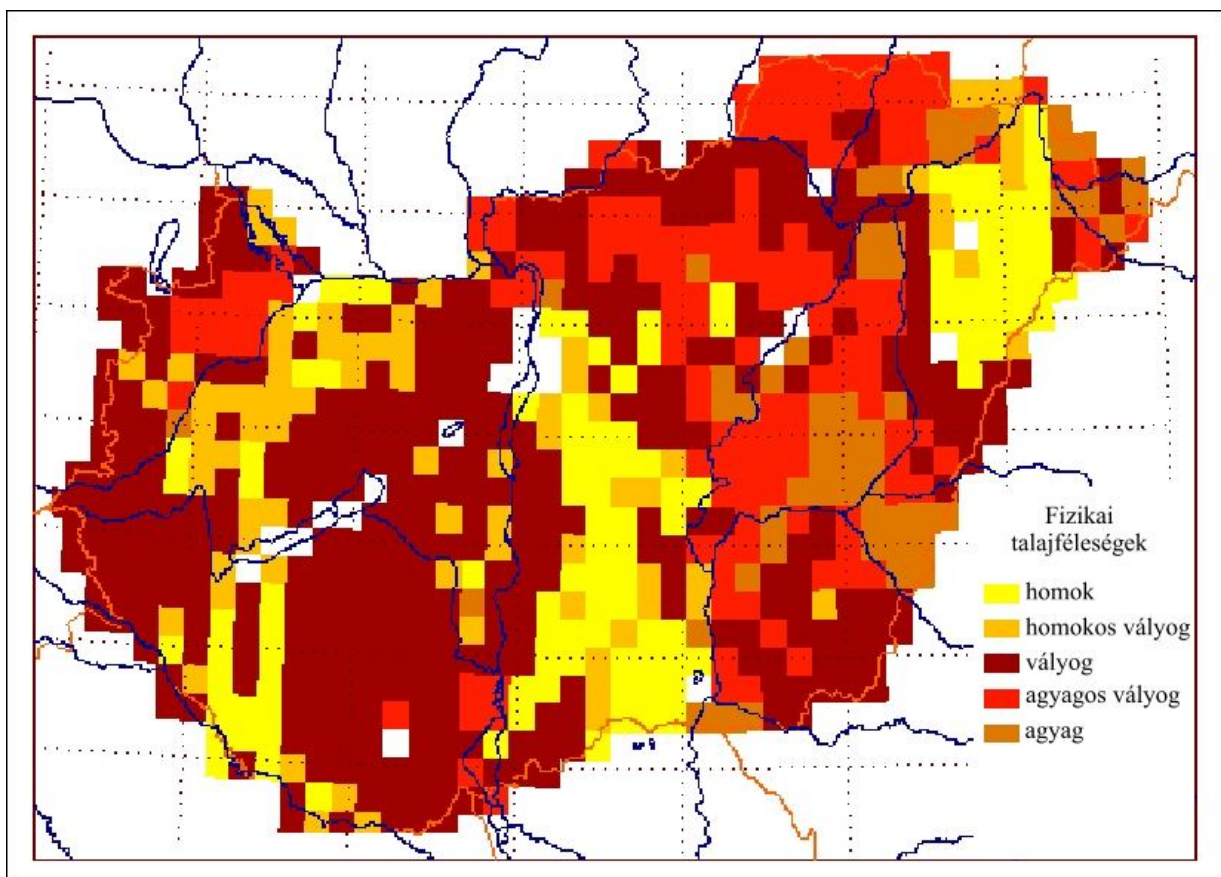 Fizikai
talajféleségek
homok
homokos vályog
vályog
agyagos vályog
agyag